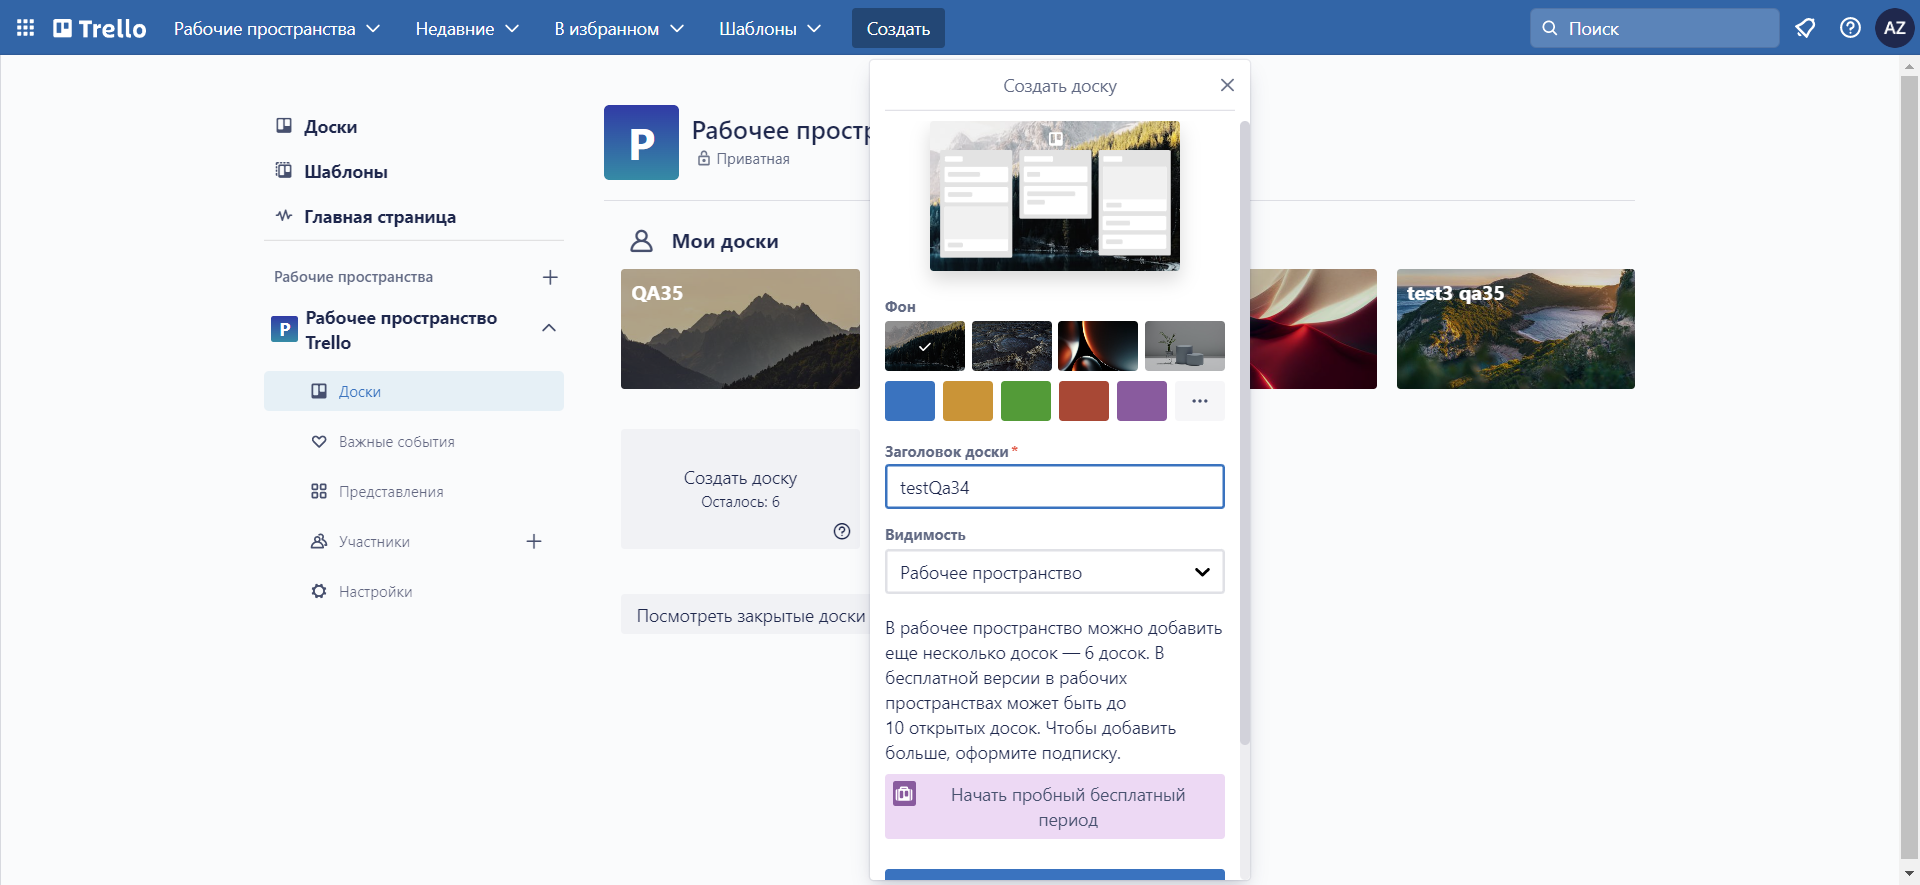 Trello
Рабочие пространства
Недавние
В избранном
Шаблоны
Создать
Поиск
AZ
Доски
Шаблоны
Главная страница
Рабочие пространства
P
Рабочее пространство
Trello
Доски
Важные события
Представления
Участники
Настройки
P
Рабочее
Приватная
Мои доски
QA35
test3 qa35
Создать доску
Осталось: 6
Посмотреть закрытые доски
Создать доску
Фон
Заголовок доски *
testQa34
Видимость
Рабочее пространство
В рабочее пространство можно добавить
еще несколько досок — 6 досок. В
бесплатной версии в рабочих
пространствах может быть до
10 открытых досок. Чтобы добавить
больше, оформите подписку.
Начать пробный бесплатный
период